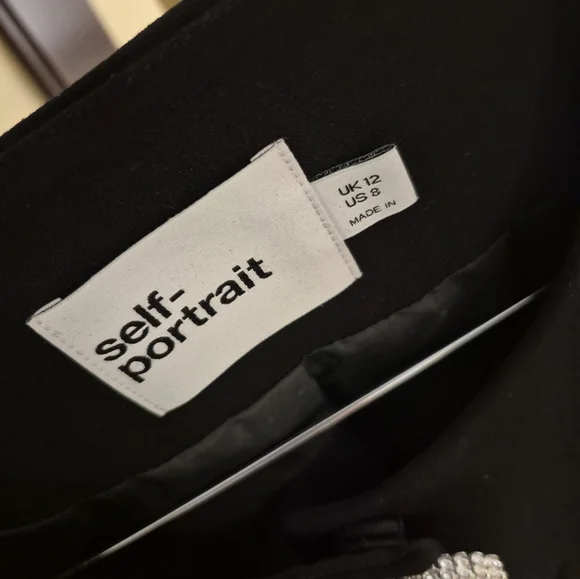 self-
portrait
UK 12
US 8
MADE IN